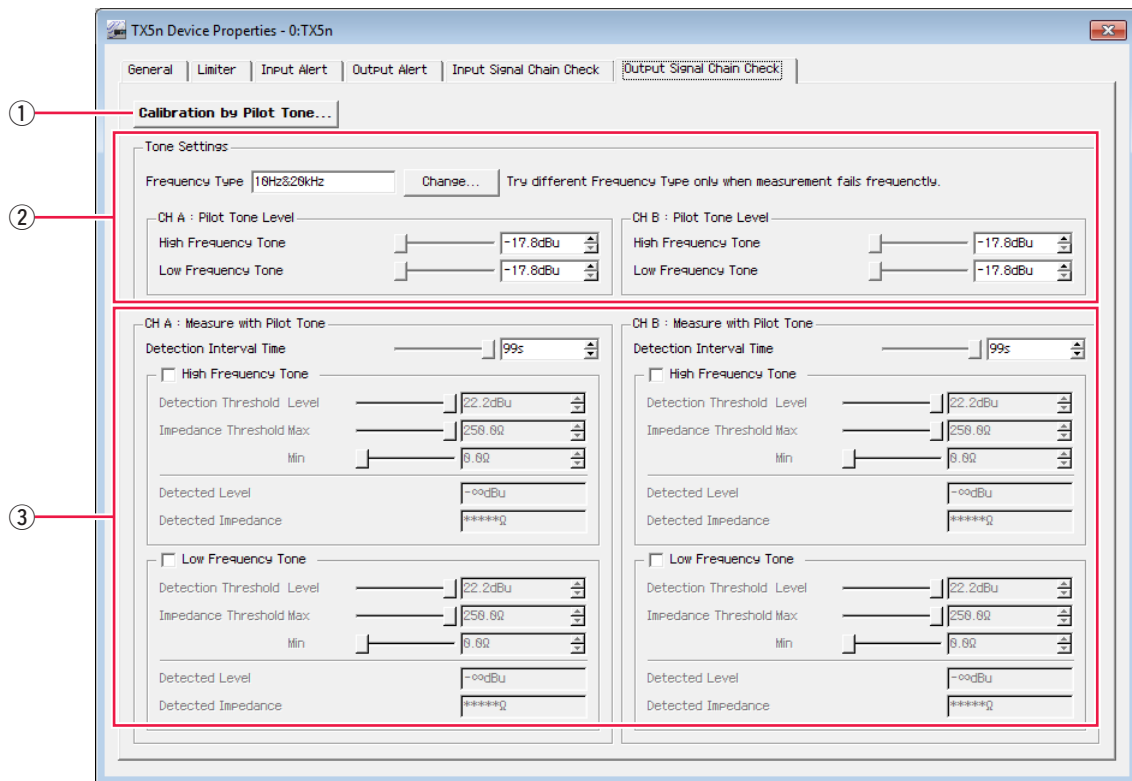 TX5n Device Properties - 0:TX5n
General Limiter Input Alert Output Alert Input Signal Chain Check Output Signal Chain Check
① Calibration by Pilot Tone...
② Tone Settings
Frequency Type 10Hz&20kHz Change... Try different Frequency Type only when measurement fails frequenctly.
CH A : Pilot Tone Level CH B : Pilot Tone Level
High Frequency Tone -17.8dBu High Frequency Tone -17.8dBu
Low Frequency Tone -17.8dBu Low Frequency Tone -17.8dBu
③ CH A : Measure with Pilot Tone CH B : Measure with Pilot Tone
Detection Interval Time 99s Detection Interval Time 99s
High Frequency Tone High Frequency Tone
Detection Threshold Level 22.2dBu Detection Threshold Level 22.2dBu
Impedance Threshold Max 250.0Ω Impedance Threshold Max 250.0Ω
Min 0.0Ω Min 0.0Ω
Detected Level -∞dBu Detected Level -∞dBu
Detected Impedance *****Ω Detected Impedance *****Ω
Low Frequency Tone Low Frequency Tone
Detection Threshold Level 22.2dBu Detection Threshold Level 22.2dBu
Impedance Threshold Max 250.0Ω Impedance Threshold Max 250.0Ω
Min 0.0Ω Min 0.0Ω
Detected Level -∞dBu Detected Level -∞dBu
Detected Impedance *****Ω Detected Impedance *****Ω